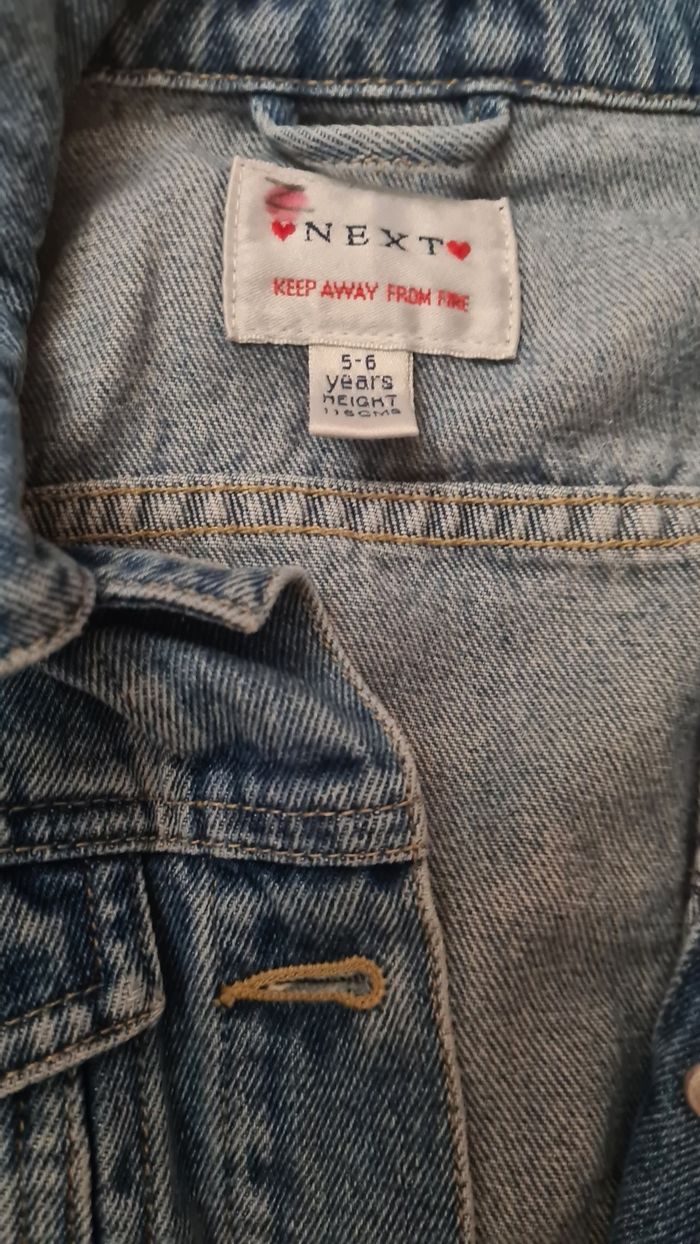 NEXT
KEEP AWAY FROM FIRE
5-6
years
HEIGHT
116CMS